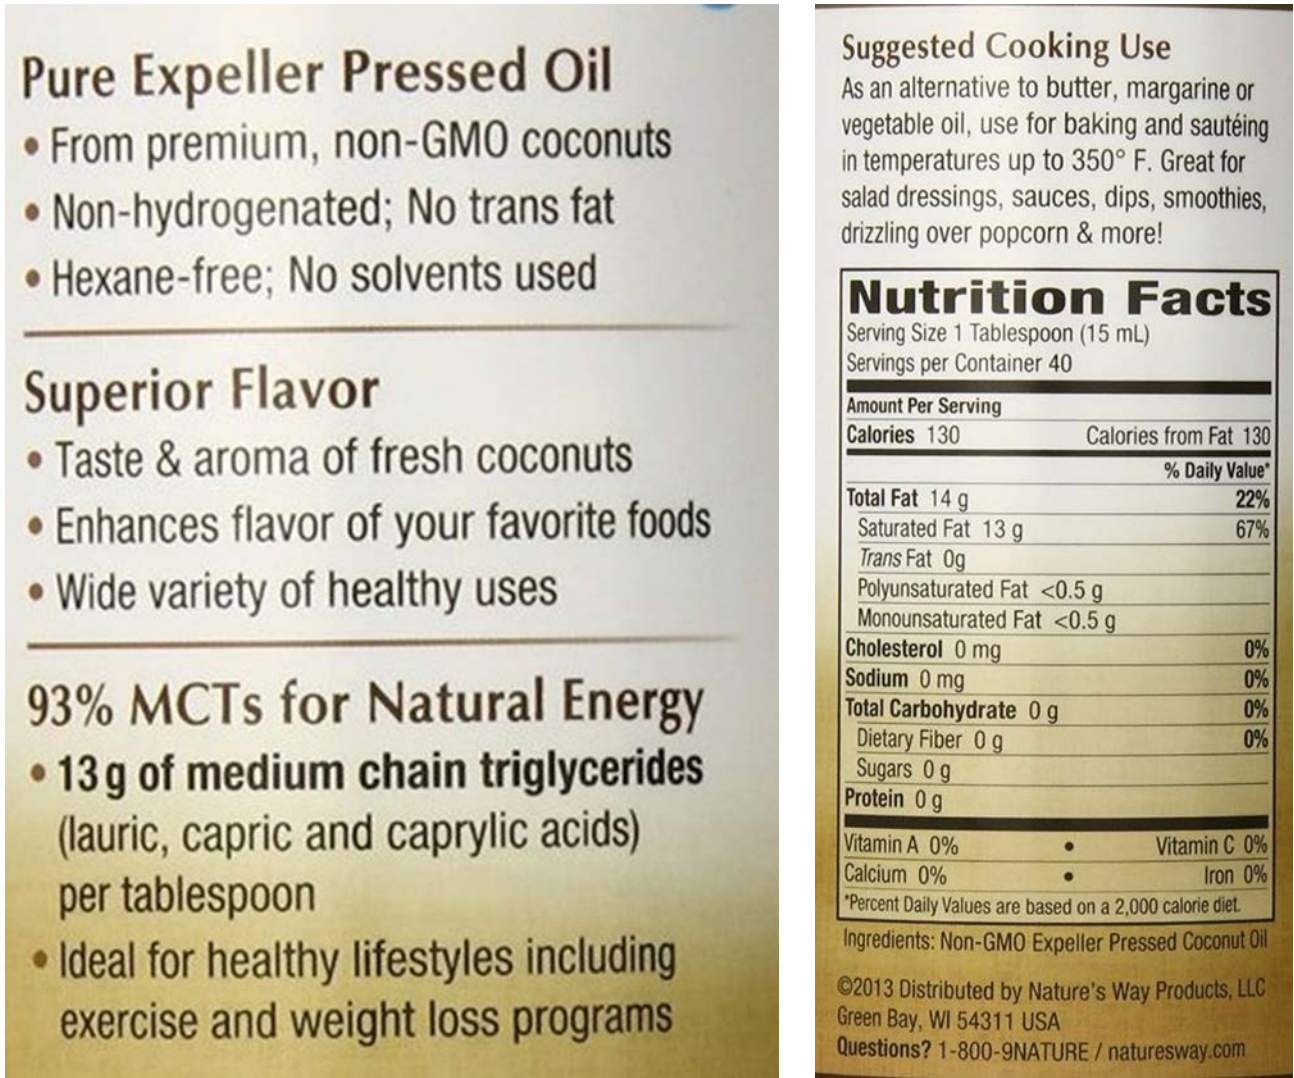 Pure Expeller Pressed Oil
• From premium, non-GMO coconuts
• Non-hydrogenated; No trans fat
• Hexane-free; No solvents used
Superior Flavor
• Taste & aroma of fresh coconuts
• Enhances flavor of your favorite foods
• Wide variety of healthy uses
93% MCTs for Natural Energy
• 13 g of medium chain triglycerides
(lauric, capric and caprylic acids)
per tablespoon
• Ideal for healthy lifestyles including
exercise and weight loss programs
Suggested Cooking Use
As an alternative to butter, margarine or
vegetable oil, use for baking and sautéing
in temperatures up to 350° F. Great for
salad dressings, sauces, dips, smoothies,
drizzling over popcorn & more!
Nutrition Facts
Serving Size 1 Tablespoon (15 mL)
Servings per Container 40
Amount Per Serving
Calories 130 Calories from Fat 130
% Daily Value*
Total Fat 14 g 22%
Saturated Fat 13 g 67%
Trans Fat 0g
Polyunsaturated Fat <0.5 g
Monounsaturated Fat <0.5 g
Cholesterol 0 mg 0%
Sodium 0 mg 0%
Total Carbohydrate 0 g 0%
Dietary Fiber 0 g 0%
Sugars 0 g
Protein 0 g
Vitamin A 0% • Vitamin C 0%
Calcium 0% • Iron 0%
*Percent Daily Values are based on a 2,000 calorie diet.
Ingredients: Non-GMO Expeller Pressed Coconut Oil
©2013 Distributed by Nature's Way Products, LLC
Green Bay, WI 54311 USA
Questions? 1-800-9NATURE / naturesway.com